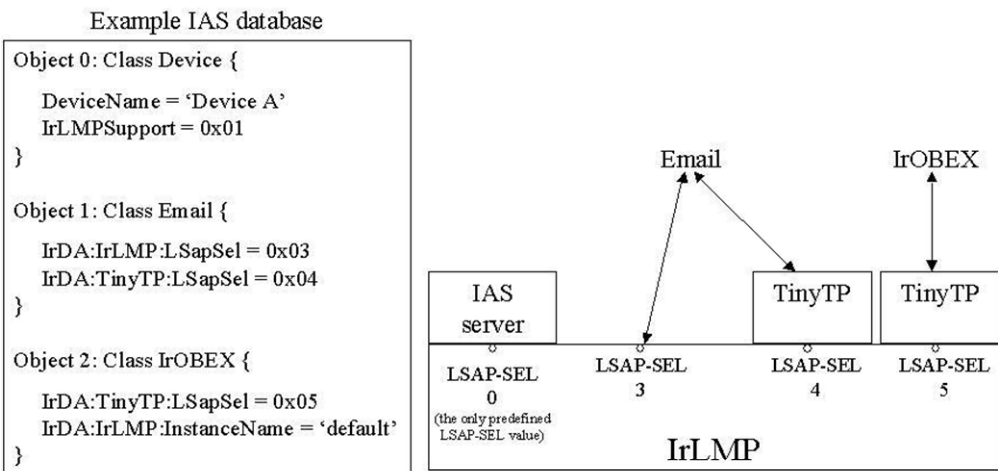 Example IAS database
Object 0: Class Device {
DeviceName = ‘Device A’
IrLMPSupport = 0x01
}
Object 1: Class Email {
IrDA:IrLMP:LSapSel = 0x03
IrDA:TinyTP:LSapSel = 0x04
}
Object 2: Class IrOBEX {
IrDA:TinyTP:LSapSel = 0x05
IrDA:IrLMP:InstanceName = ‘default’
}
Email
IrOBEX
IAS
server
TinyTP
TinyTP
LSAP-SEL
0
(the only predefined
LSAP-SEL value)
LSAP-SEL
3
LSAP-SEL
4
LSAP-SEL
5
IrLMP